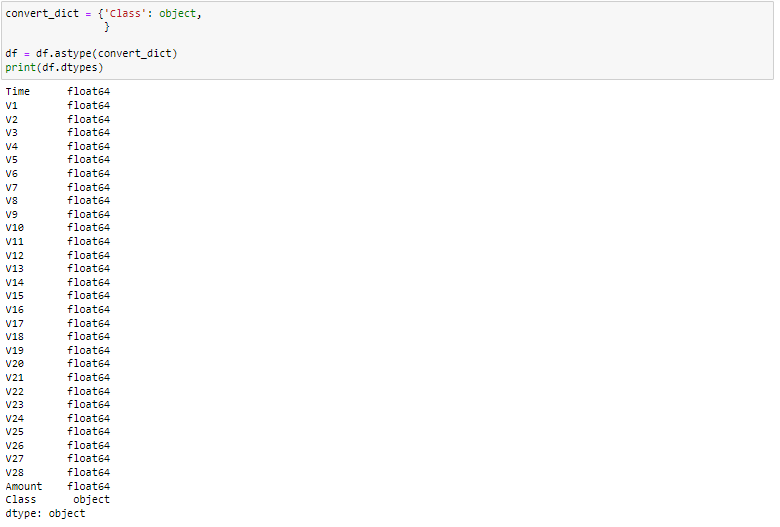 convert_dict = {'Class': object,
               }
df = df.astype(convert_dict)
print(df.dtypes)
Time      float64
V1        float64
V2        float64
V3        float64
V4        float64
V5        float64
V6        float64
V7        float64
V8        float64
V9        float64
V10       float64
V11       float64
V12       float64
V13       float64
V14       float64
V15       float64
V16       float64
V17       float64
V18       float64
V19       float64
V20       float64
V21       float64
V22       float64
V23       float64
V24       float64
V25       float64
V26       float64
V27       float64
V28       float64
Amount    float64
Class      object
dtype: object